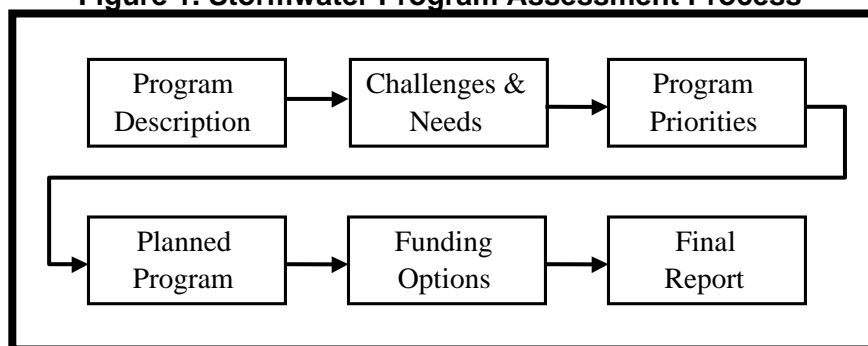 Figure 1: Stormwater Program Assessment Process
Program
Description
Challenges &
Needs
Program
Priorities
Planned
Program
Funding
Options
Final
Report